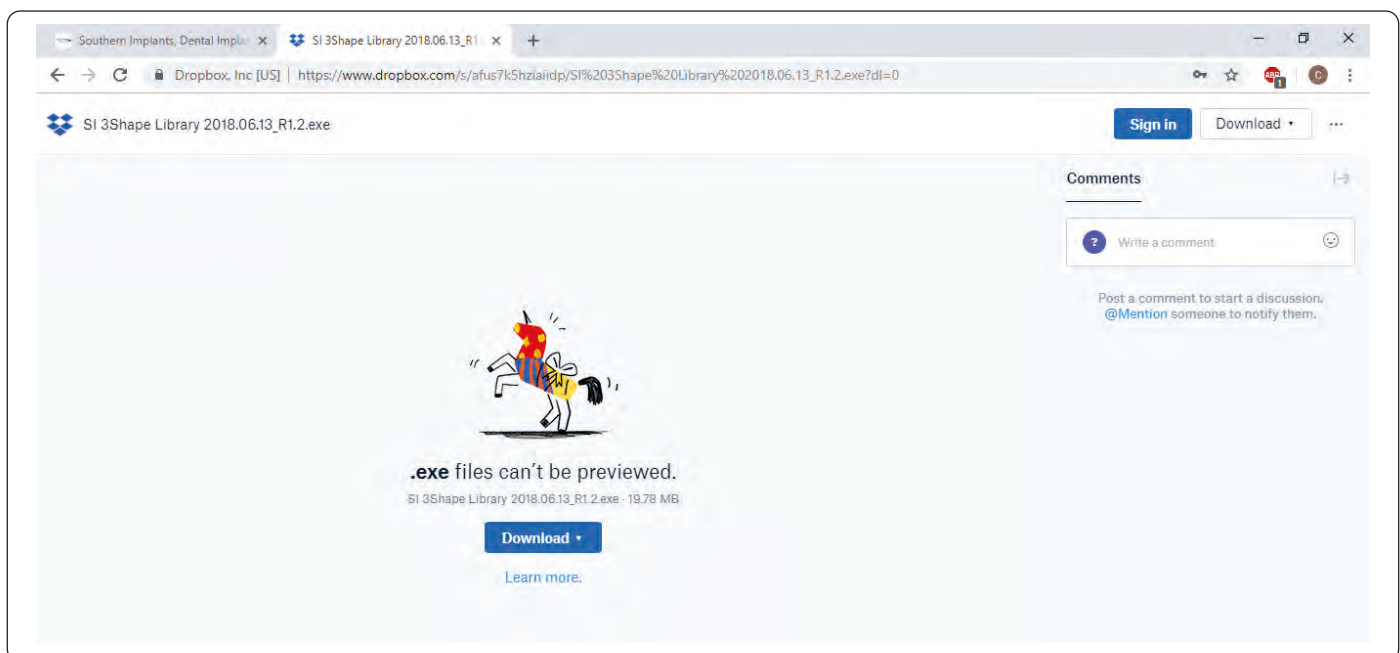 Southern Implants, Dental Impla
SI 3Shape Library 2018.06.13_R1
Dropbox, Inc [US] | https://www.dropbox.com/s/afus7k5hziaiidp/SI%203Shape%20Library%202018.06.13_R1.2.exe?dl=0
ABP
1
C
SI 3Shape Library 2018.06.13_R1.2.exe
Sign in
Download
Comments
?
Write a comment
Post a comment to start a discussion.
@Mention someone to notify them.
.exe files can't be previewed.
SI 3Shape Library 2018.06.13_R1.2.exe · 19.78 MB
Download
Learn more.